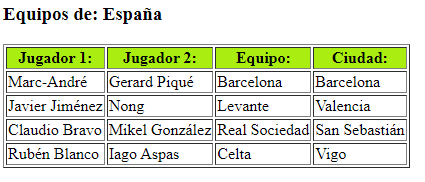 Equipos de: España
Jugador 1: Jugador 2: Equipo: Ciudad:
Marc-André Gerard Piqué Barcelona Barcelona
Javier Jiménez Nong Levante Valencia
Claudio Bravo Mikel González Real Sociedad San Sebastián
Rubén Blanco Iago Aspas Celta Vigo